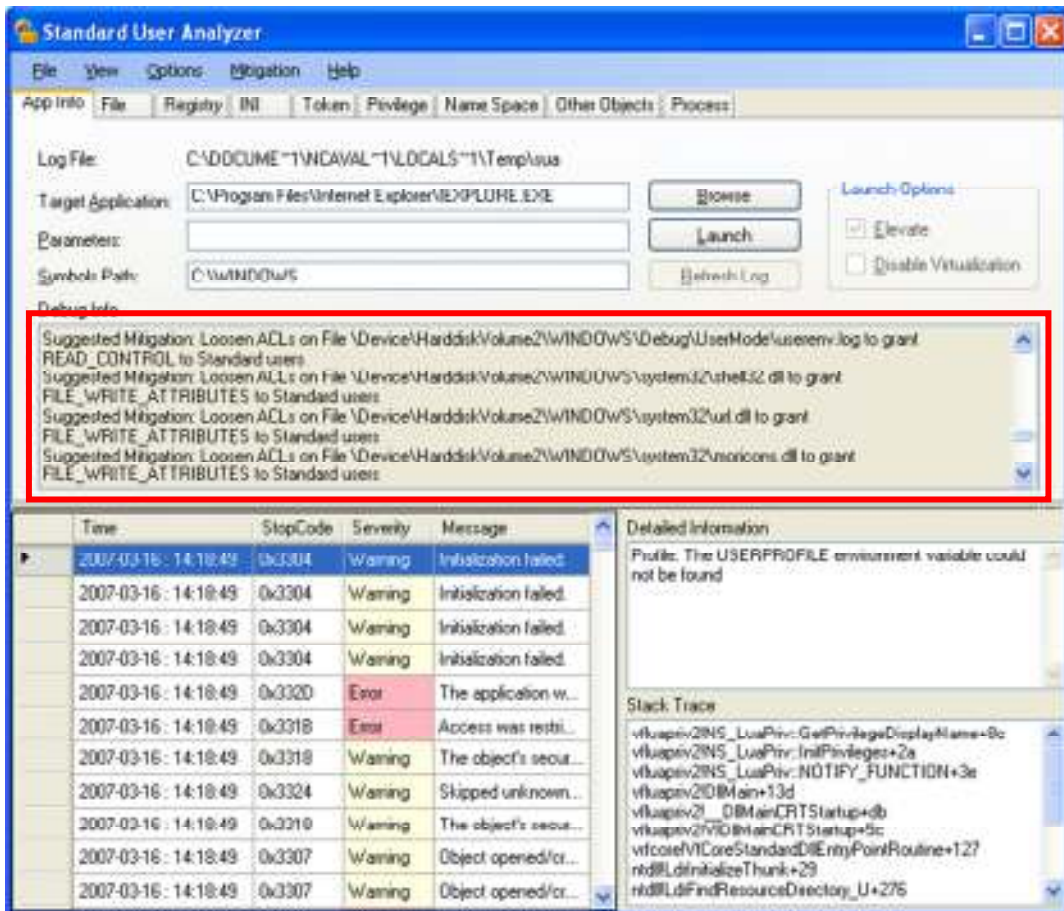 Standard User Analyzer
File View Options Mitigation Help
App Info File Registry INI Token Privilege Name Space Other Objects Process
Log File: C:\DOCUME~1\NCAVAL~1\LOCALS~1\Temp\sua
Target Application: C:\Program Files\Internet Explorer\IEXPLORE.EXE Browse
Launch Options
Parameters: Launch
Elevate
Symbols Path: C:\WINDOWS Refresh Log
Disable Virtualization
Debug Info
Suggested Mitigation: Loosen ACLs on File \Device\HarddiskVolume2\WINDOWS\Debug\UserMode\userenv.log to grant
READ_CONTROL to Standard users
Suggested Mitigation: Loosen ACLs on File \Device\HarddiskVolume2\WINDOWS\system32\shell32.dll to grant
FILE_WRITE_ATTRIBUTES to Standard users
Suggested Mitigation: Loosen ACLs on File \Device\HarddiskVolume2\WINDOWS\system32\url.dll to grant
FILE_WRITE_ATTRIBUTES to Standard users
Suggested Mitigation: Loosen ACLs on File \Device\HarddiskVolume2\WINDOWS\system32\moricons.dll to grant
FILE_WRITE_ATTRIBUTES to Standard users
Time StopCode Severity Message
2007-03-16 : 14:18:49 0x3304 Warning Initialization failed.
2007-03-16 : 14:18:49 0x3304 Warning Initialization failed.
2007-03-16 : 14:18:49 0x3304 Warning Initialization failed.
2007-03-16 : 14:18:49 0x3304 Warning Initialization failed.
2007-03-16 : 14:18:49 0x332D Error The application w...
2007-03-16 : 14:18:49 0x331B Error Access was restri...
2007-03-16 : 14:18:49 0x3318 Warning The object's secur...
2007-03-16 : 14:18:49 0x3324 Warning Skipped unknown...
2007-03-16 : 14:18:49 0x3318 Warning The object's secur...
2007-03-16 : 14:18:49 0x3307 Warning Object opened/cr...
2007-03-16 : 14:18:49 0x3307 Warning Object opened/cr...
Detailed Information
Profile: The USERPROFILE environment variable could
not be found
Stack Trace
vfluapriv2!NS_LuaPriv::GetPrivilegeDisplayName+9c
vfluapriv2!NS_LuaPriv::InitPrivileges+2a
vfluapriv2!NS_LuaPriv::NOTIFY_FUNCTION+3e
vfluapriv2!DllMain+13d
vfluapriv2!__DllMainCRTStartup+db
vfluapriv2!VfDllMainCRTStartup+5c
vrfcore!VfCoreStandardDllEntryPointRoutine+127
ntdll!LdrInitializeThunk+29
ntdll!LdrFindResourceDirectory_U+276